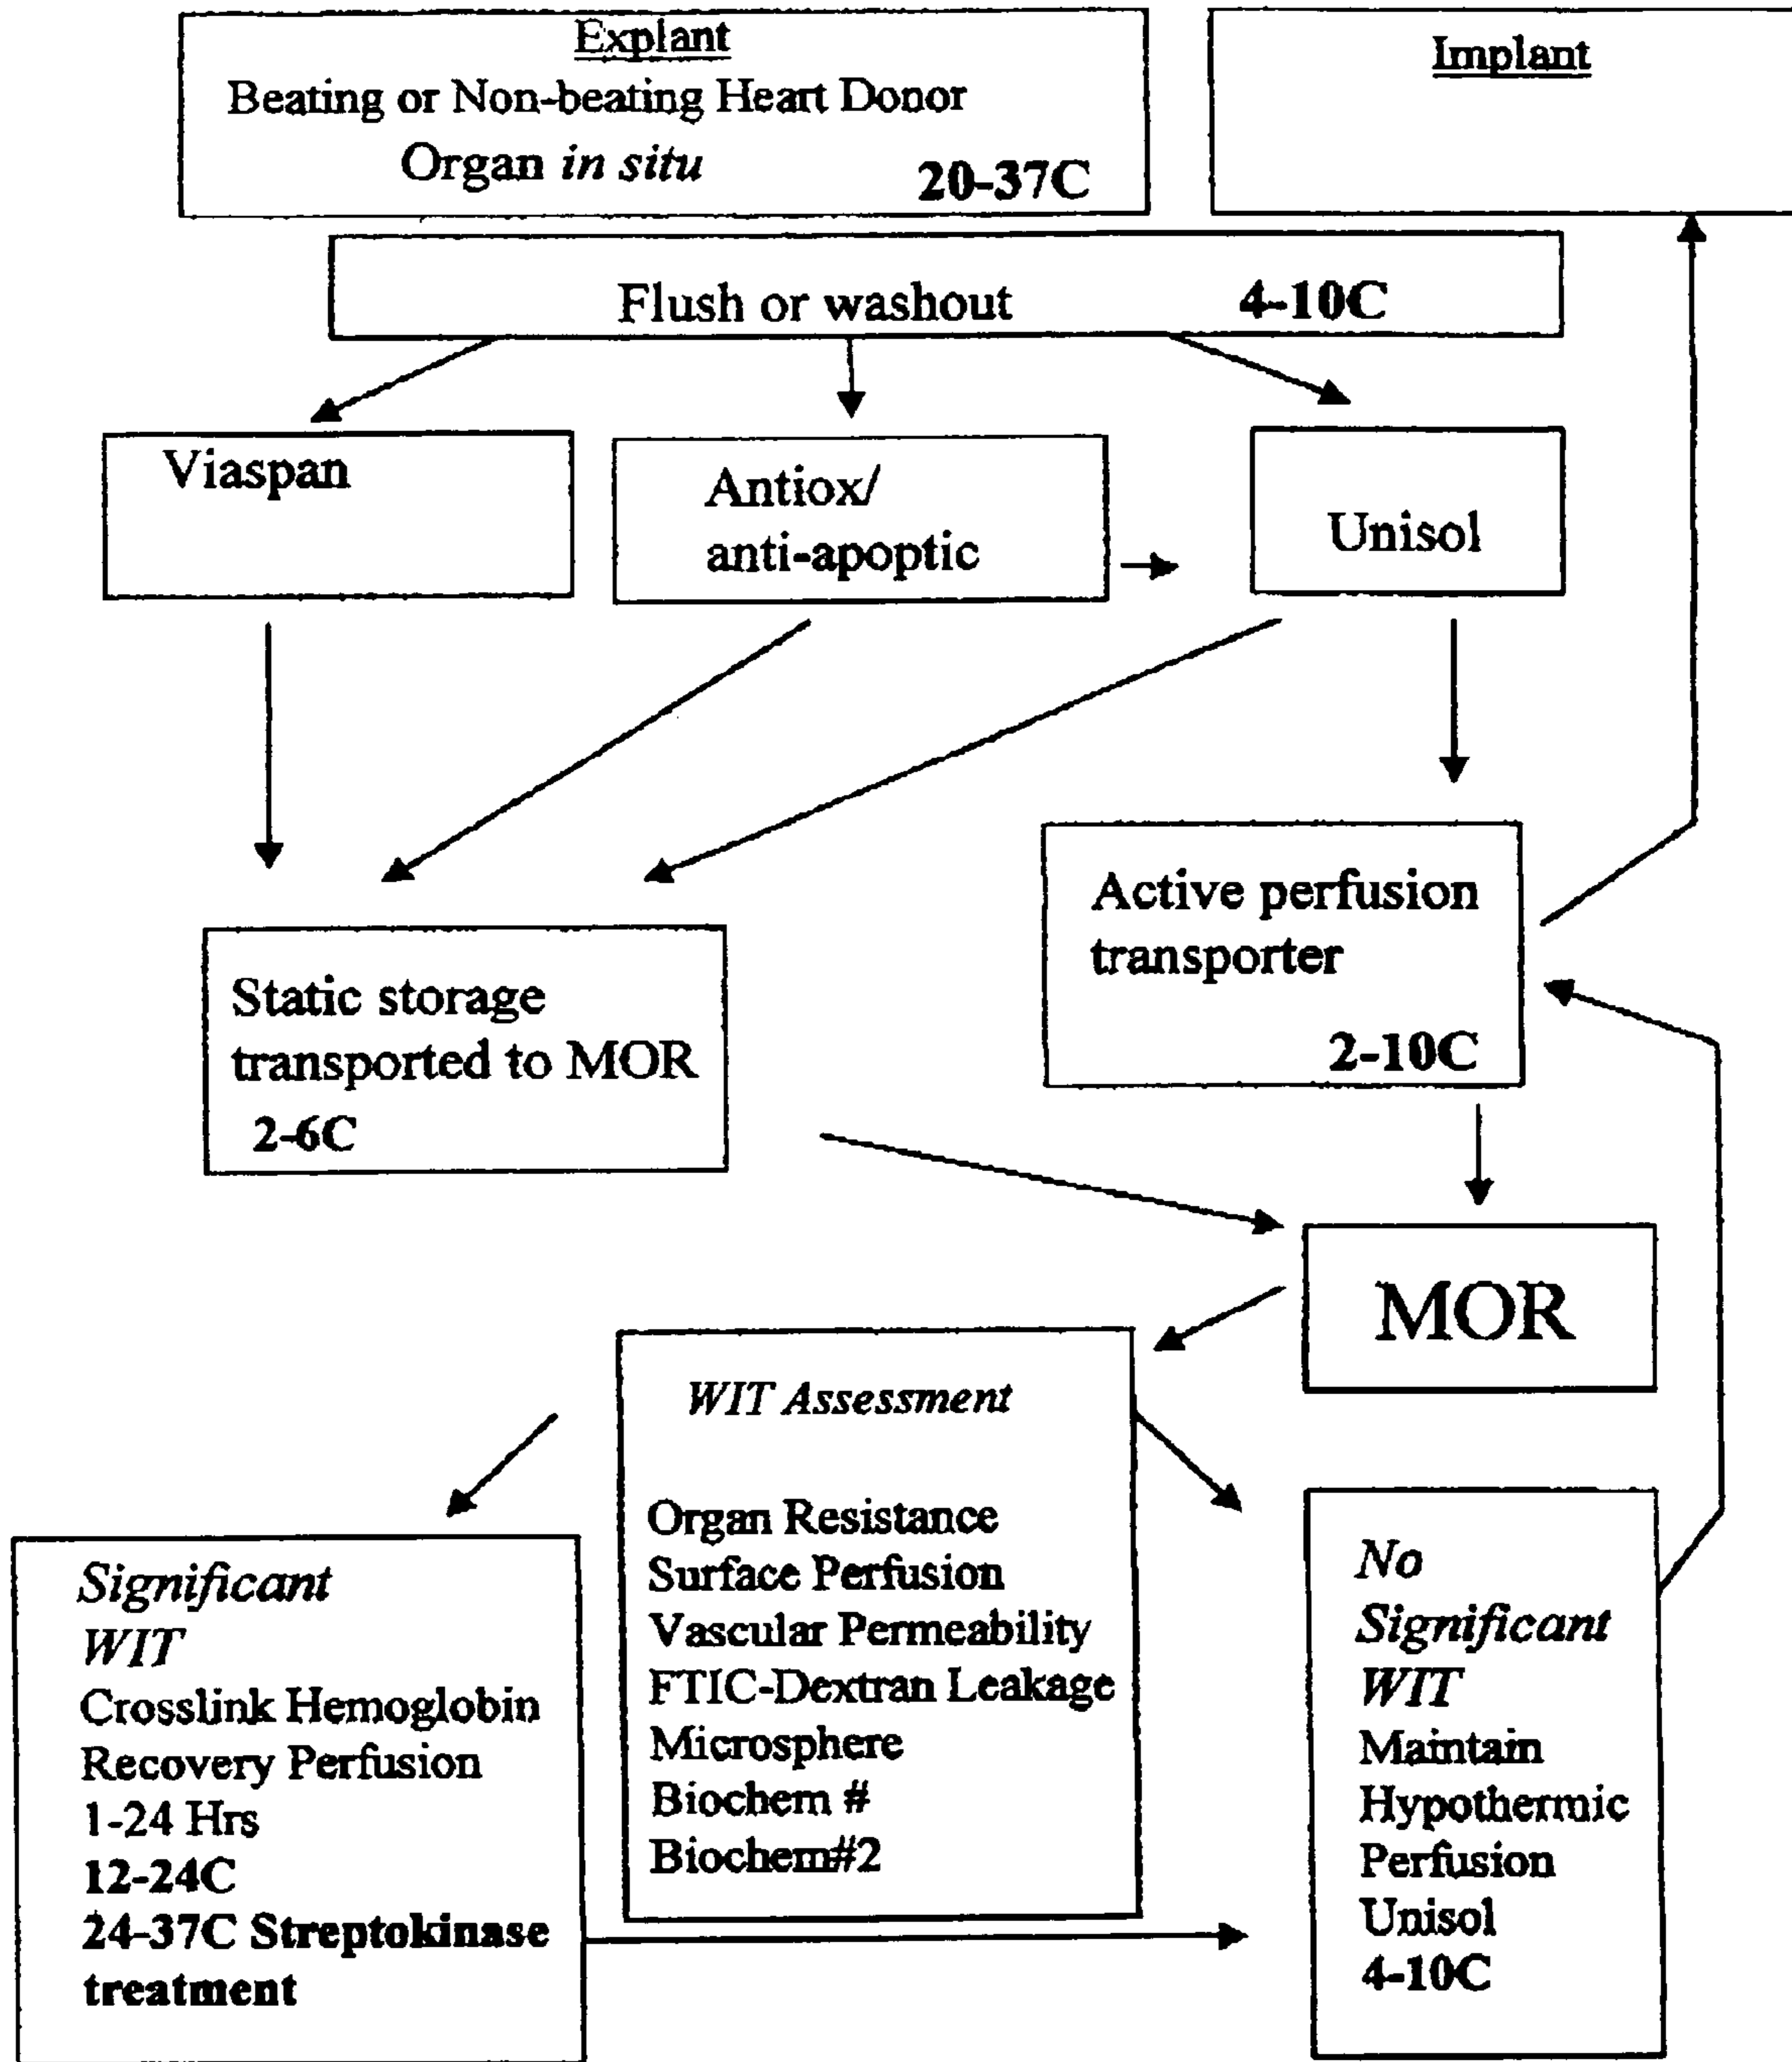 Explant
Beating or Non-beating Heart Donor
Organ in situ 20-37C
Implant
Flush or washout 4-10C
Viaspan
Antiox/
anti-apoptic
Unisol
Static storage
transported to MOR
2-6C
Active perfusion
transporter
2-10C
MOR
WIT Assessment
Organ Resistance
Surface Perfusion
Vascular Permeability
FTIC-Dextran Leakage
Microsphere
Biochem #
Biochem#2
Significant
WIT
Crosslink Hemoglobin
Recovery Perfusion
1-24 Hrs
12-24C
24-37C Streptokinase
treatment
No
Significant
WIT
Maintain
Hypothermic
Perfusion
Unisol
4-10C